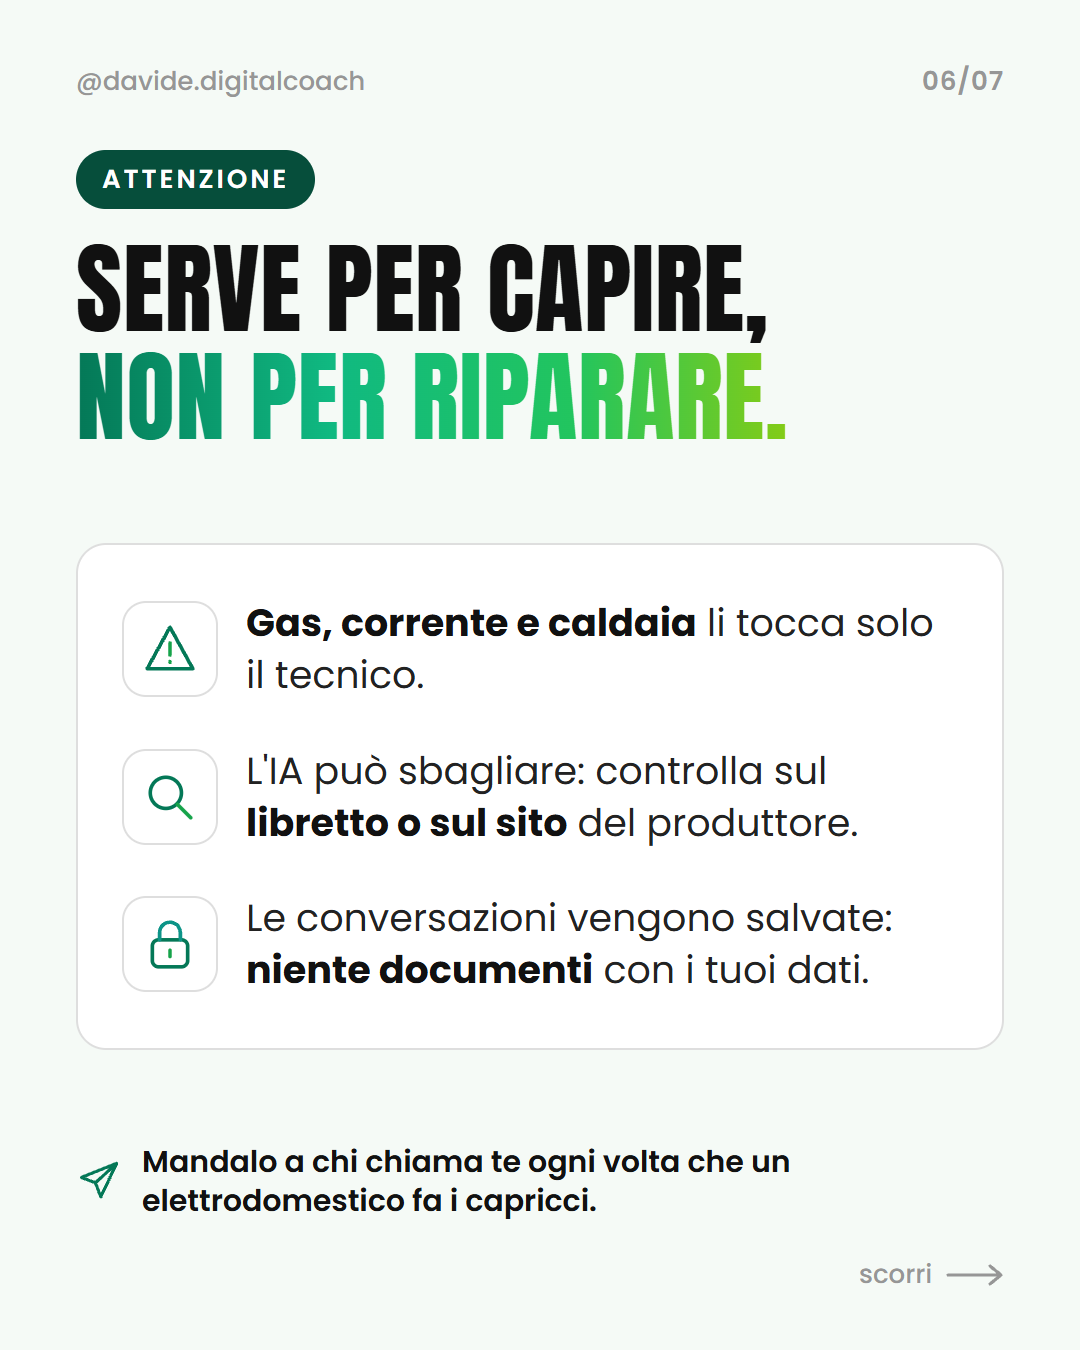 @davide.digitalcoach
06/07
ATTENZIONE
SERVE PER CAPIRE,
NON PER RIPARARE.
Gas, corrente e caldaia li tocca solo
il tecnico.
L'IA può sbagliare: controlla sul
libretto o sul sito del produttore.
Le conversazioni vengono salvate:
niente documenti con i tuoi dati.
Mandalo a chi chiama te ogni volta che un
elettrodomestico fa i capricci.
scorri